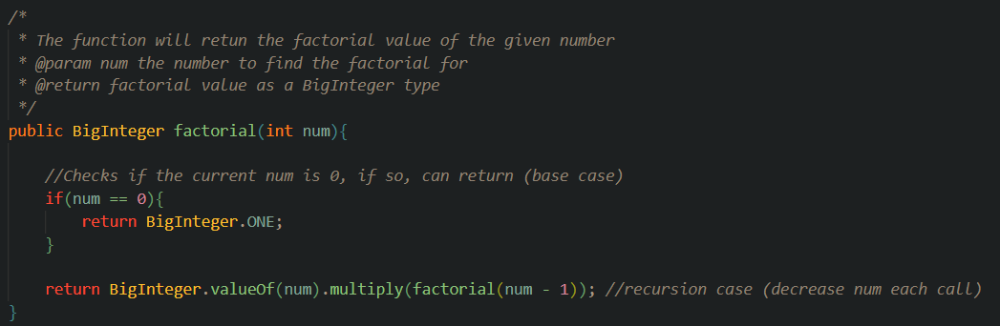 /*
 * The function will retun the factorial value of the given number
 * @param num the number to find the factorial for
 * @return factorial value as a BigInteger type
 */
public BigInteger factorial(int num){
    //Checks if the current num is 0, if so, can return (base case)
    if(num == 0){
        return BigInteger.ONE;
    }
    return BigInteger.valueOf(num).multiply(factorial(num - 1)); //recursion case (decrease num each call)
}